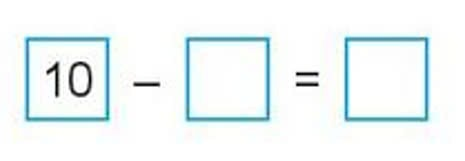 10 – =